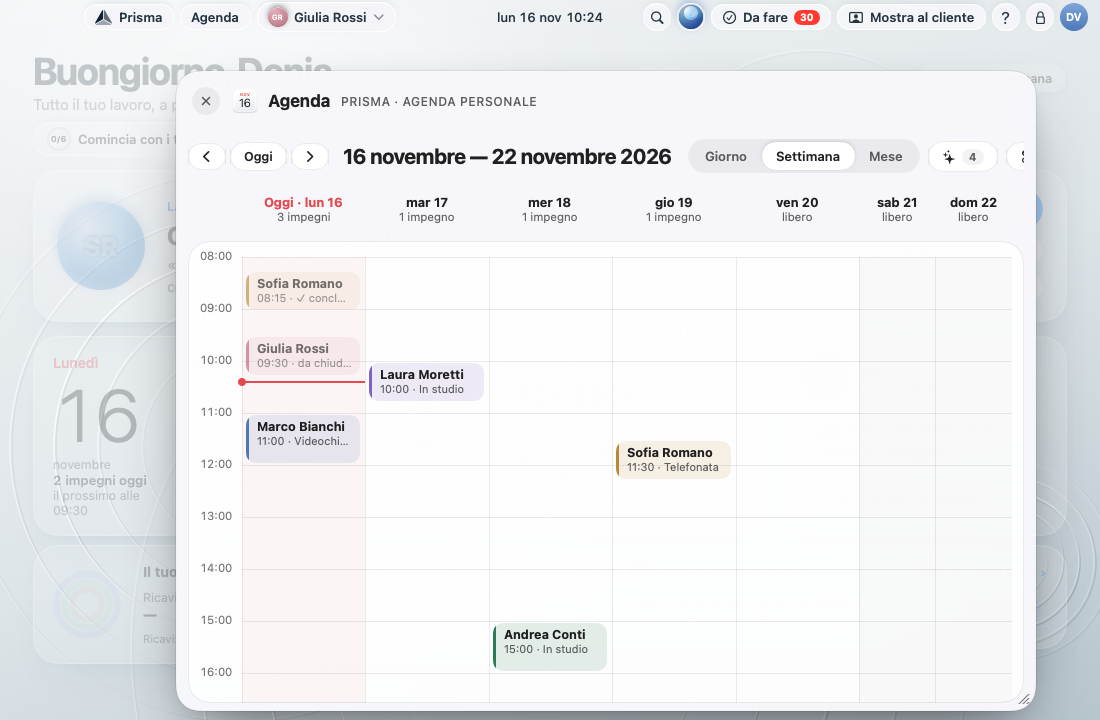 Prisma
Agenda
GR
Giulia Rossi
lun 16 nov 10:24
Da fare
30
Mostra al cliente
?
DV
Buongiorno, Denis
Tutto il tuo lavoro, a p
ana
0/6
Comincia con i t
NOV
16
Agenda
PRISMA · AGENDA PERSONALE
Oggi
16 novembre — 22 novembre 2026
Giorno
Settimana
Mese
4
Oggi · lun 16
3 impegni
mar 17
1 impegno
mer 18
1 impegno
gio 19
1 impegno
ven 20
libero
sab 21
libero
dom 22
libero
SR
08:00
09:00
10:00
11:00
12:00
13:00
14:00
15:00
16:00
Sofia Romano
08:15 · ✓ concl...
Giulia Rossi
09:30 · da chiud...
Laura Moretti
10:00 · In studio
Marco Bianchi
11:00 · Videochi...
Sofia Romano
11:30 · Telefonata
Andrea Conti
15:00 · In studio
Lunedì
16
novembre
2 impegni oggi
il prossimo alle
09:30
Il tuo
Ricavi
—
Ricavi